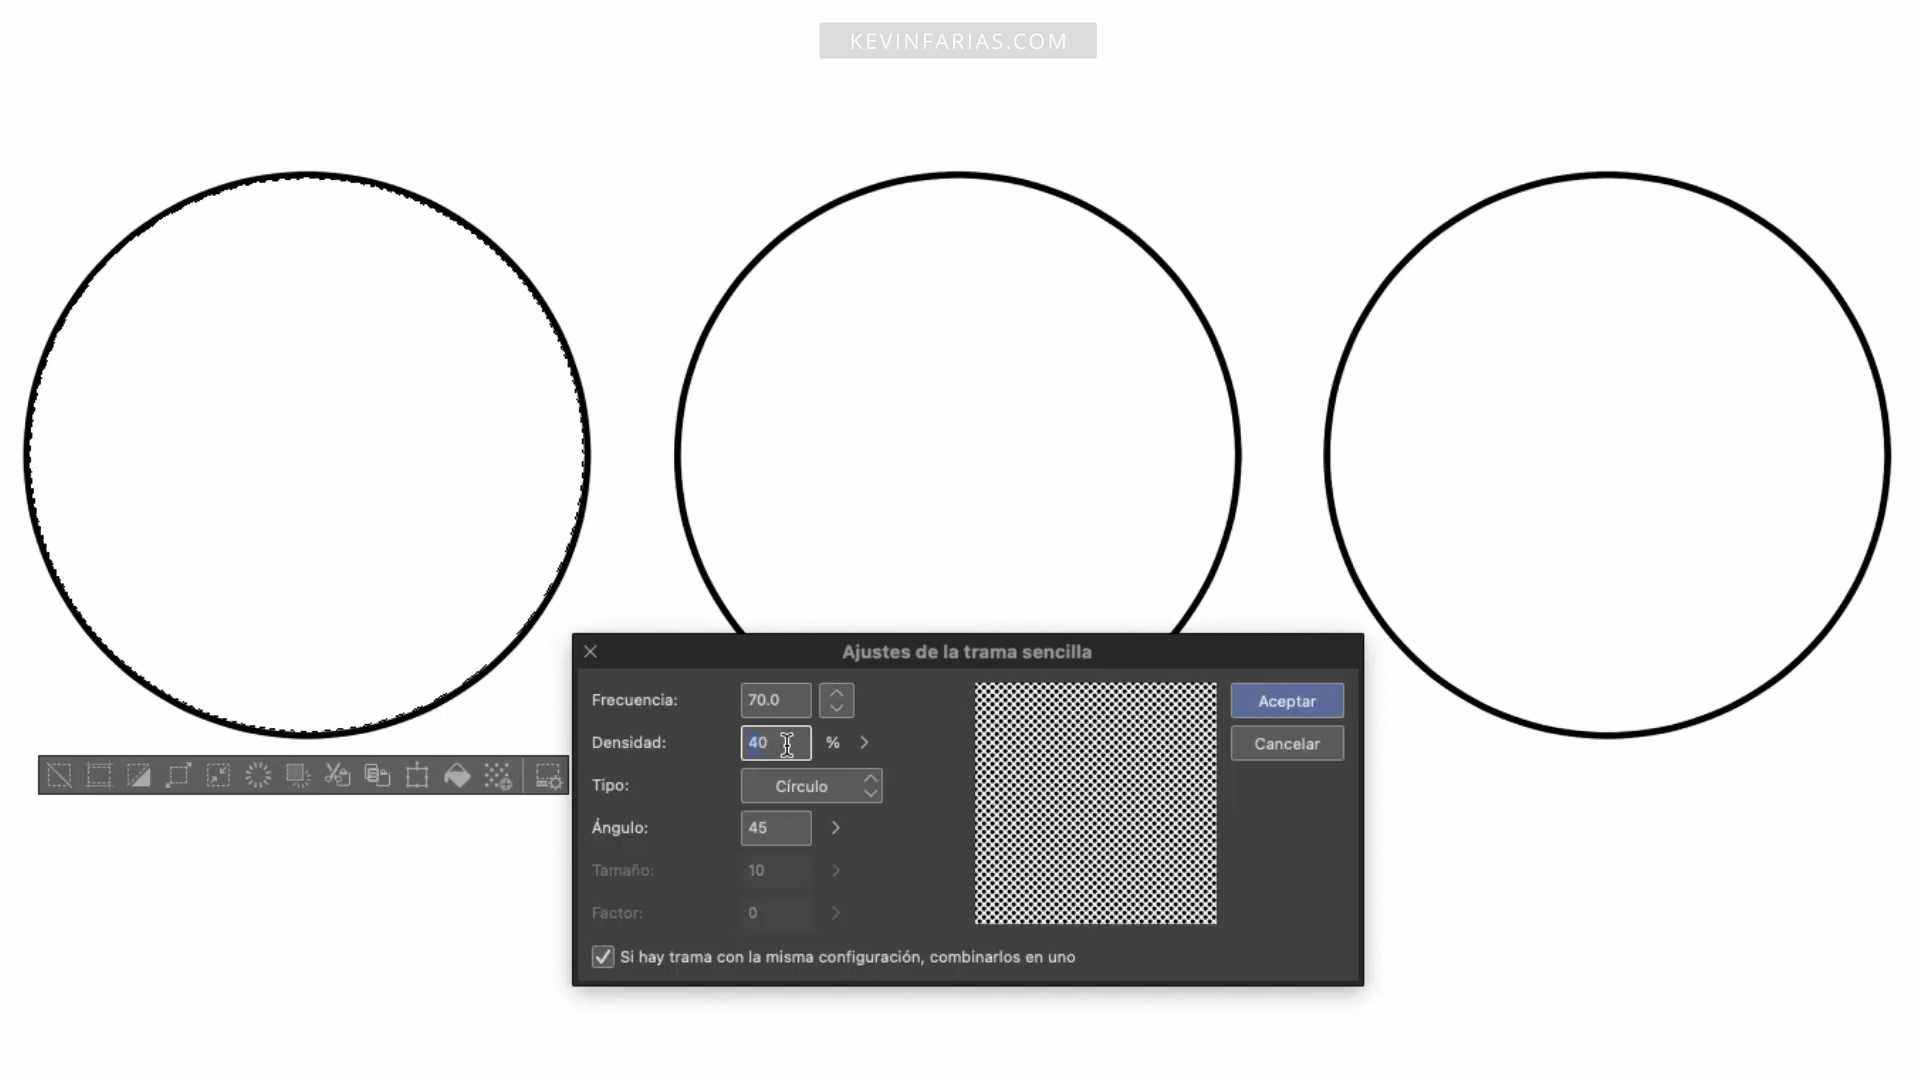 KEVINFARIAS.COM
Ajustes de la trama sencilla
Frecuencia: 70.0
Aceptar
Densidad: 40 %
Cancelar
Tipo: Círculo
Ángulo: 45
Tamaño: 10
Factor: 0
Si hay trama con la misma configuración, combinarlos en uno